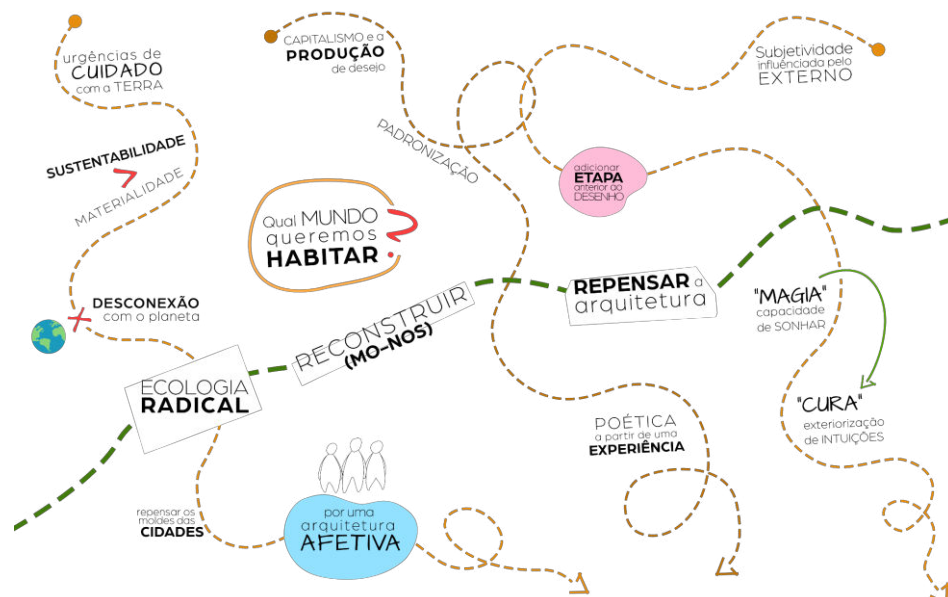 urgências de
CUIDADO
com a TERRA
CAPITALISMO e a
PRODUÇÃO
de desejo
Subjetividade
influenciada pelo
EXTERNO
SUSTENTABILIDADE
>
MATERIALIDADE
PADRONIZAÇÃO
adicionar
ETAPA
anterior ao
DESENHO
Qual MUNDO
queremos
HABITAR ?
DESCONEXÃO
com o planeta
ECOLOGIA
RADICAL
RECONSTRUIR
(MO-NOS)
REPENSAR a
arquitetura
"MAGIA"
capacidade
de SONHAR
"CURA"
exteriorização
de INTUIÇÕES
POÉTICA
a partir de uma
EXPERIÊNCIA
repensar os
moldes das
CIDADES
por uma
arquitetura
AFETIVA